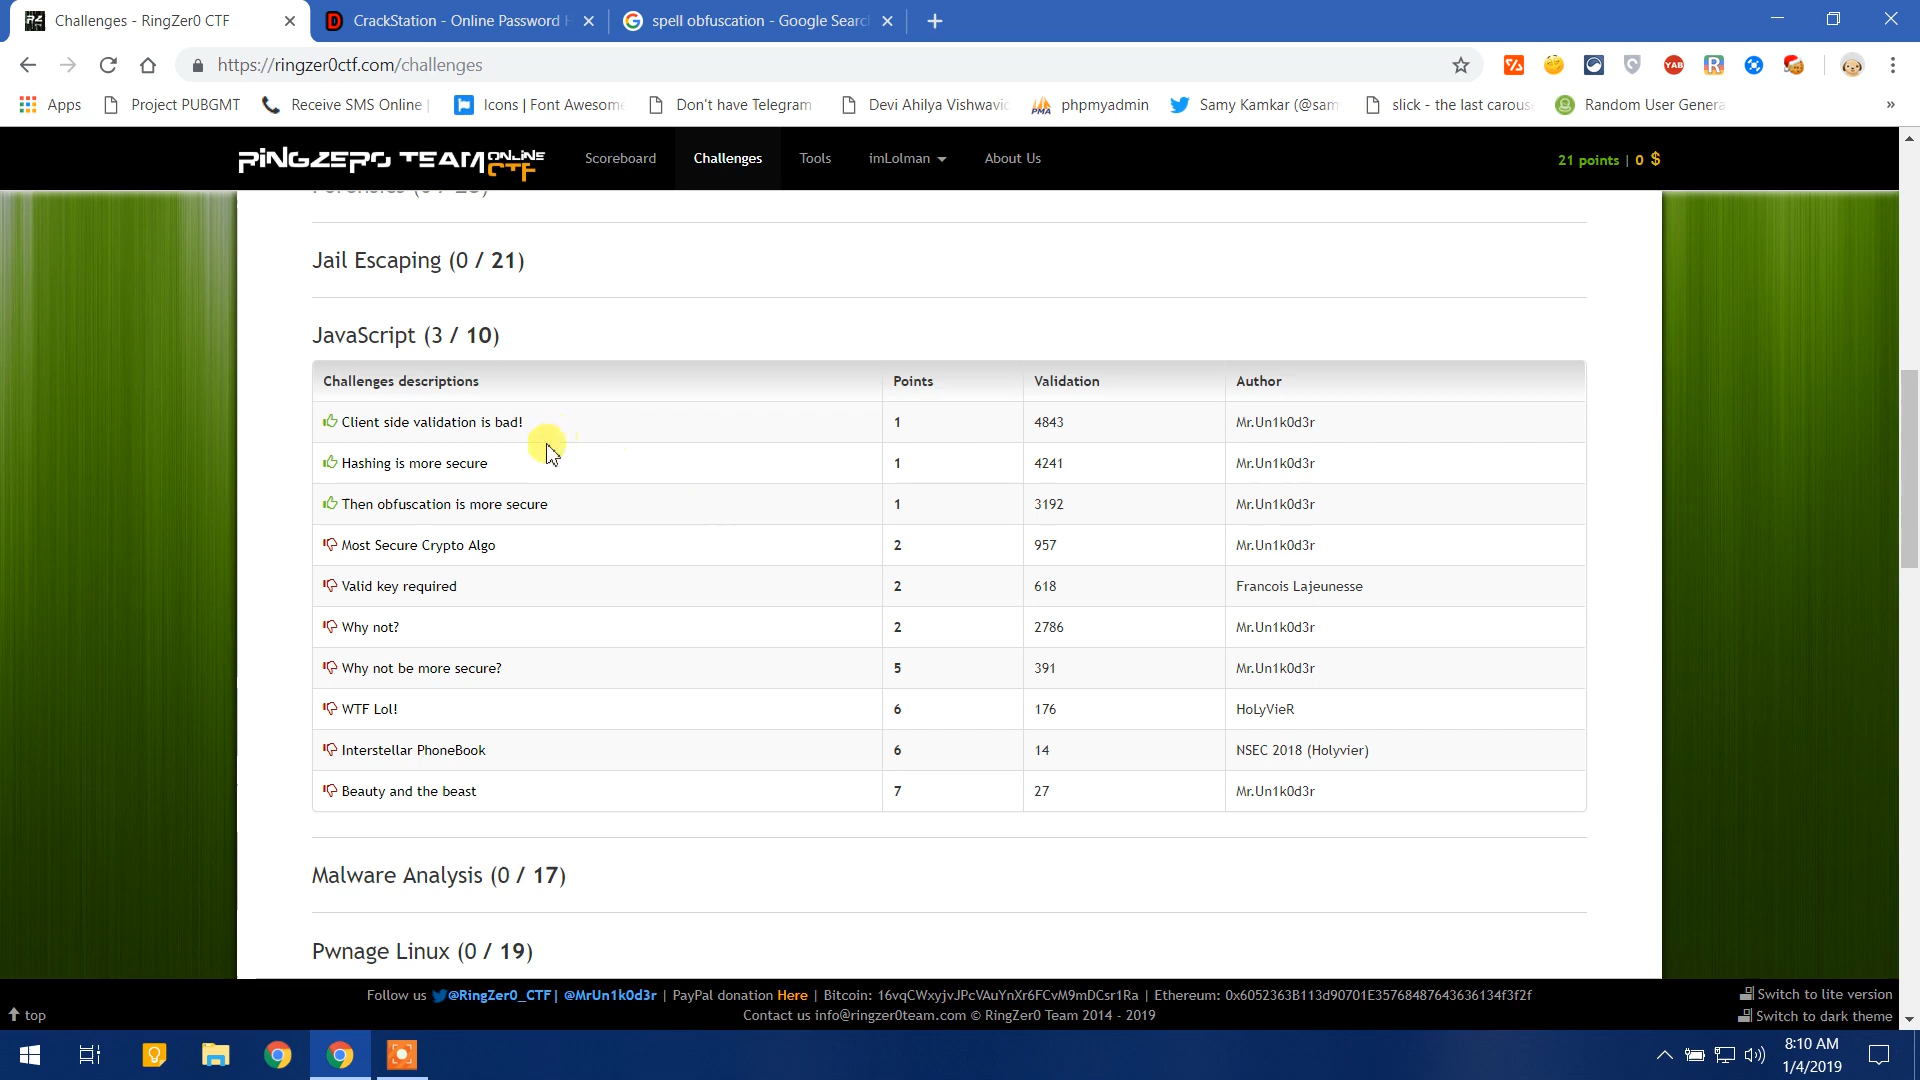 Challenges - RingZer0 CTF
CrackStation - Online Password H
spell obfuscation - Google Searc
https://ringzer0ctf.com/challenges
Apps
Project PUBGMT
Receive SMS Online |
Icons | Font Awesome
Don't have Telegram
Devi Ahilya Vishwavic
phpmyadmin
Samy Kamkar (@sam
slick - the last carous
Random User Genera
»
RiNGZER0 TEAM ONLiNE CTF
Scoreboard
Challenges
Tools
imLolman
About Us
21 points | 0 $
Jail Escaping (0 / 21)
JavaScript (3 / 10)
Challenges descriptions Points Validation Author
Client side validation is bad! 1 4843 Mr.Un1k0d3r
Hashing is more secure 1 4241 Mr.Un1k0d3r
Then obfuscation is more secure 1 3192 Mr.Un1k0d3r
Most Secure Crypto Algo 2 957 Mr.Un1k0d3r
Valid key required 2 618 Francois Lajeunesse
Why not? 2 2786 Mr.Un1k0d3r
Why not be more secure? 5 391 Mr.Un1k0d3r
WTF Lol! 6 176 HoLyVieR
Interstellar PhoneBook 6 14 NSEC 2018 (Holyvier)
Beauty and the beast 7 27 Mr.Un1k0d3r
Malware Analysis (0 / 17)
Pwnage Linux (0 / 19)
Follow us @RingZer0_CTF | @MrUn1k0d3r | PayPal donation Here | Bitcoin: 16vqCWxyjvJPcVAuYnXr6FCvM9mDCsr1Ra | Ethereum: 0x6052363B113d90701E35768487643636134f3f2f
Contact us info@ringzer0team.com © RingZer0 Team 2014 - 2019
Switch to lite version
Switch to dark theme
top
8:10 AM
1/4/2019